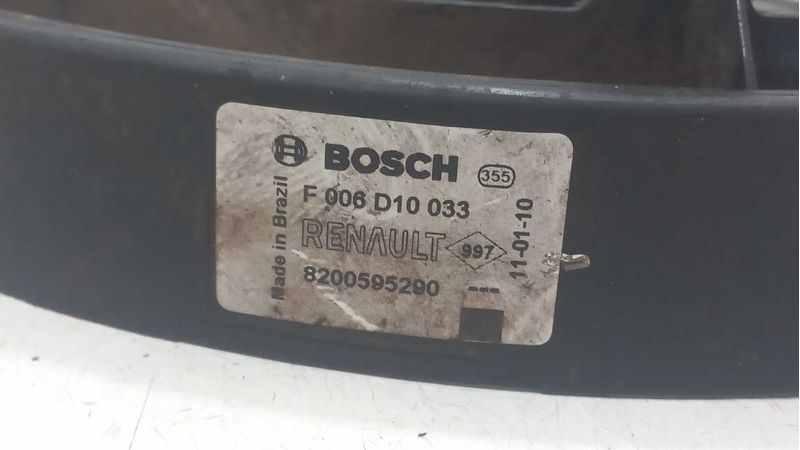 BOSCH 355
F 006 D10 033
RENAULT 997
8200595290 ---
Made in Brazil
11-01-10